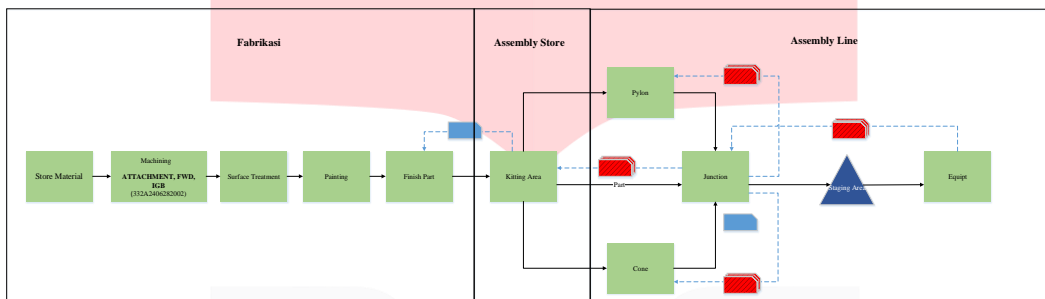 Fabrikasi
Assembly Store
Assembly Line
Pylon
Store Material
Machining
ATTACHMENT, FWD,
IGB
(332A2406282002)
Surface Treatment
Painting
Finish Part
Kitting Area
Part
Junction
Staging Area
Equipt
Cone